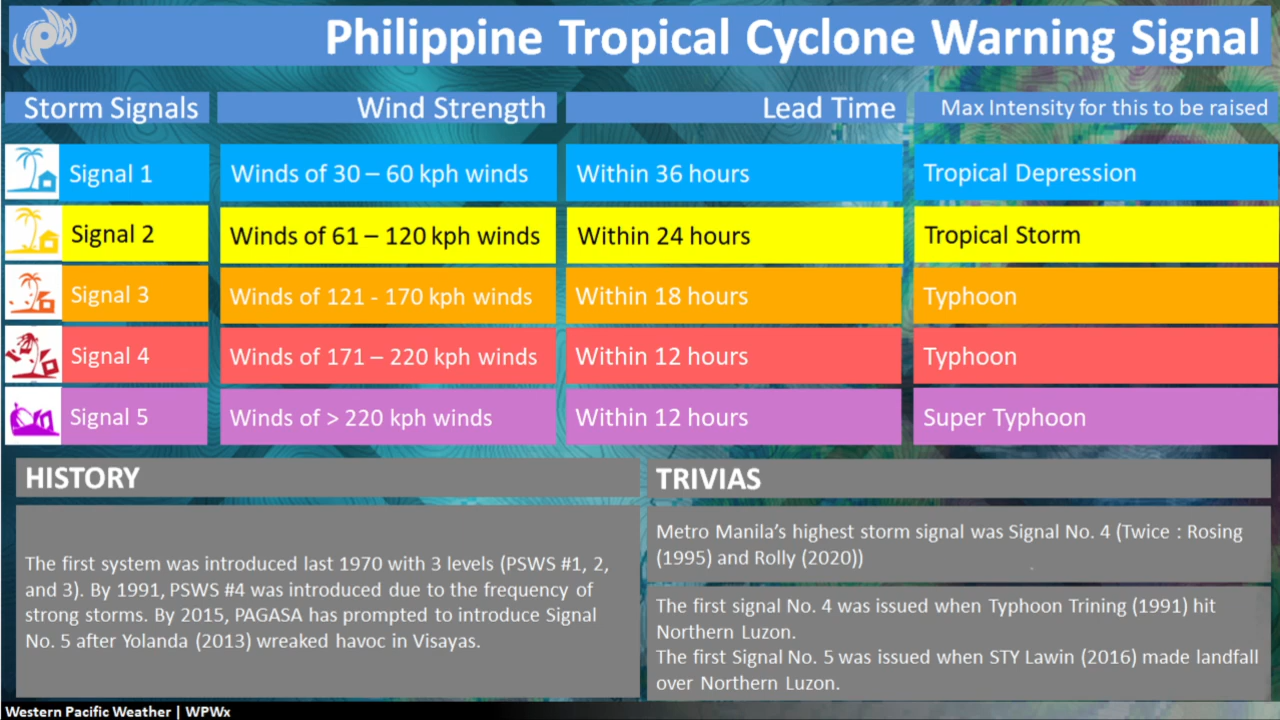 Philippine Tropical Cyclone Warning Signal
Storm Signals Wind Strength Lead Time Max Intensity for this to be raised
Signal 1 Winds of 30 – 60 kph winds Within 36 hours Tropical Depression
Signal 2 Winds of 61 – 120 kph winds Within 24 hours Tropical Storm
Signal 3 Winds of 121 - 170 kph winds Within 18 hours Typhoon
Signal 4 Winds of 171 – 220 kph winds Within 12 hours Typhoon
Signal 5 Winds of > 220 kph winds Within 12 hours Super Typhoon
HISTORY
The first system was introduced last 1970 with 3 levels (PSWS #1, 2,
and 3). By 1991, PSWS #4 was introduced due to the frequency of
strong storms. By 2015, PAGASA has prompted to introduce Signal
No. 5 after Yolanda (2013) wreaked havoc in Visayas.
TRIVIAS
Metro Manila’s highest storm signal was Signal No. 4 (Twice : Rosing
(1995) and Rolly (2020))
The first signal No. 4 was issued when Typhoon Trining (1991) hit
Northern Luzon.
The first Signal No. 5 was issued when STY Lawin (2016) made landfall
over Northern Luzon.
Western Pacific Weather | WPWx